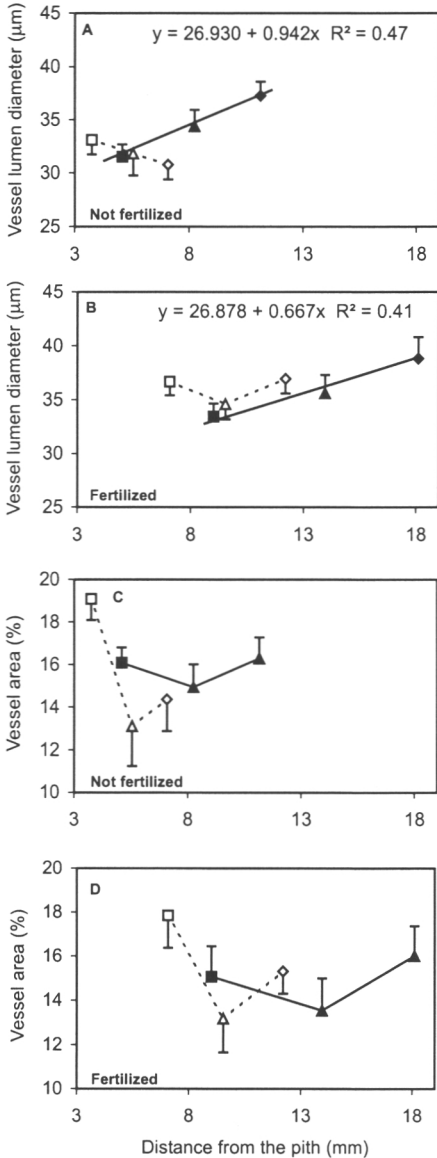 Vessel lumen diameter (µm)
45
40
35
30
25
A
y = 26.930 + 0.942x R² = 0.47
Not fertilized
3
8
13
18
Vessel lumen diameter (µm)
45
40
35
30
25
B
y = 26.878 + 0.667x R² = 0.41
Fertilized
3
8
13
18
Vessel area (%)
20
18
16
14
12
10
C
Not fertilized
3
8
13
18
Vessel area (%)
20
18
16
14
12
10
D
Fertilized
3
8
13
18
Distance from the pith (mm)